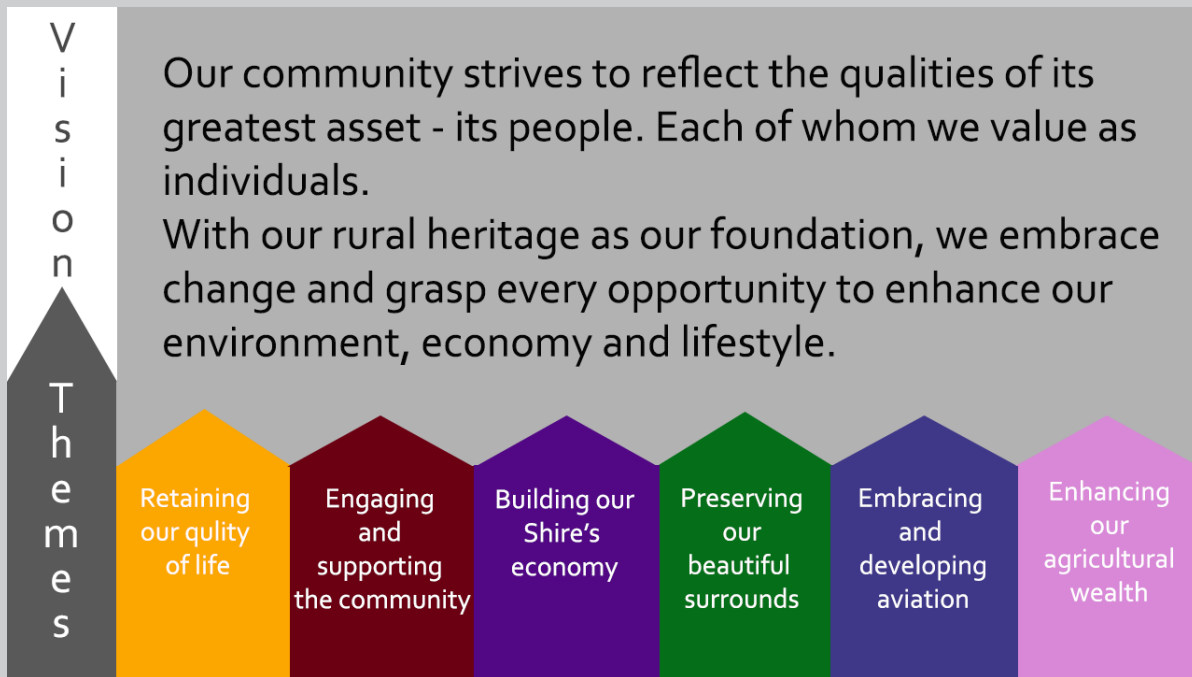 Vision
Our community strives to reflect the qualities of its
greatest asset - its people. Each of whom we value as
individuals.
With our rural heritage as our foundation, we embrace
change and grasp every opportunity to enhance our
environment, economy and lifestyle.
Themes
Retaining
our qulity
of life
Engaging
and
supporting
the community
Building our
Shire's
economy
Preserving
our
beautiful
surrounds
Embracing
and
developing
aviation
Enhancing
our
agricultural
wealth